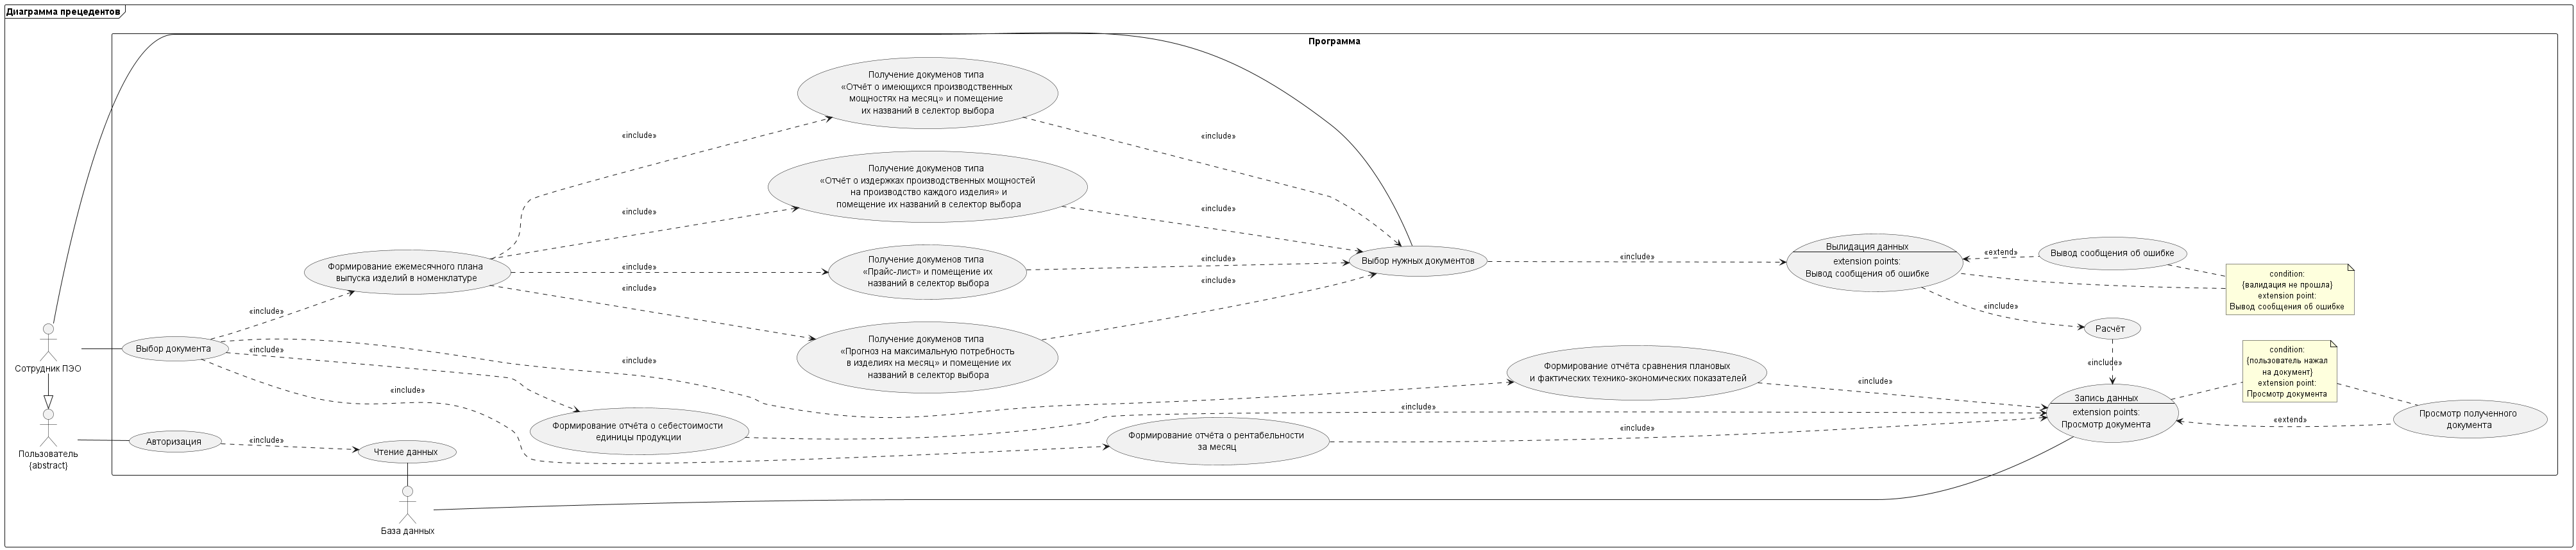 Диаграмма прецедентов
Программа
Получение докуменов типа
«Отчёт о имеющихся производственных
мощностях на месяц» и помещение
их названий в селектор выбора
«include»
«include»
Получение докуменов типа
«Отчёт о издержках производственных мощностей
на производство каждого изделия» и
помещение их названий в селектор выбора
«include»
«include»
Формирование ежемесячного плана
выпуска изделий в номенклатуре
«include»
Получение докуменов типа
«Прайс-лист» и помещение их
названий в селектор выбора
«include»
«include»
«include»
Выбор нужных документов
«include»
Вылидация данных
extension points:
Вывод сообщения об ошибке
«extend»
Вывод сообщения об ошибке
condition:
{валидация не прошла}
extension point:
Вывод сообщения об ошибке
«include»
«include»
Расчёт
Сотрудник ПЭО
Выбор документа
«include»
«include»
«include»
Получение докуменов типа
«Прогноз на максимальную потребность
в изделиях на месяц» и помещение их
названий в селектор выбора
Формирование отчёта сравнения плановых
и фактических технико-экономических показателей
«include»
«include»
condition:
{пользователь нажал
на документ}
extension point:
Просмотр документа
Запись данных
extension points:
Просмотр документа
«extend»
Просмотр полученного
документа
Формирование отчёта о себестоимости
единицы продукции
«include»
Формирование отчёта о рентабельности
за месяц
«include»
Пользователь
{abstract}
Авторизация
«include»
Чтение данных
База данных